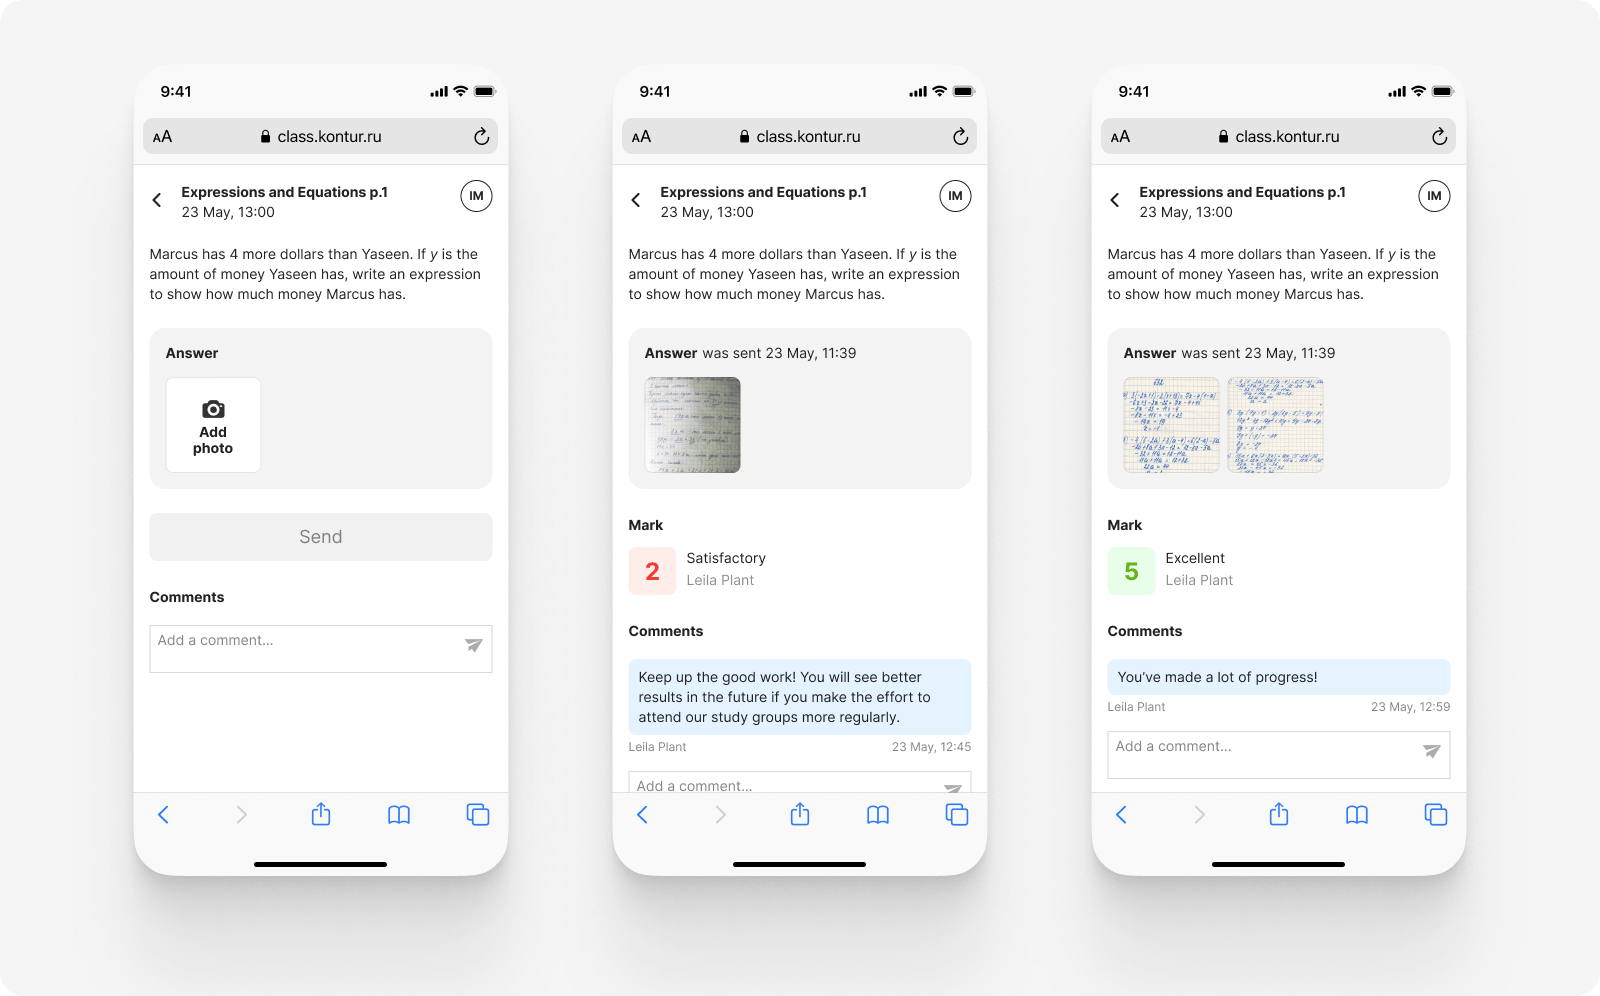 9:41
AA class.kontur.ru
Expressions and Equations p.1
23 May, 13:00
IM
Marcus has 4 more dollars than Yaseen. If y is the
amount of money Yaseen has, write an expression
to show how much money Marcus has.
Answer
Add
photo
Send
Comments
Add a comment...
9:41
AA class.kontur.ru
Expressions and Equations p.1
23 May, 13:00
IM
Marcus has 4 more dollars than Yaseen. If y is the
amount of money Yaseen has, write an expression
to show how much money Marcus has.
Answer was sent 23 May, 11:39
Mark
2
Satisfactory
Leila Plant
Comments
Keep up the good work! You will see better
results in the future if you make the effort to
attend our study groups more regularly.
Leila Plant 23 May, 12:45
Add a comment...
9:41
AA class.kontur.ru
Expressions and Equations p.1
23 May, 13:00
IM
Marcus has 4 more dollars than Yaseen. If y is the
amount of money Yaseen has, write an expression
to show how much money Marcus has.
Answer was sent 23 May, 11:39
Mark
5
Excellent
Leila Plant
Comments
You've made a lot of progress!
Leila Plant 23 May, 12:59
Add a comment...